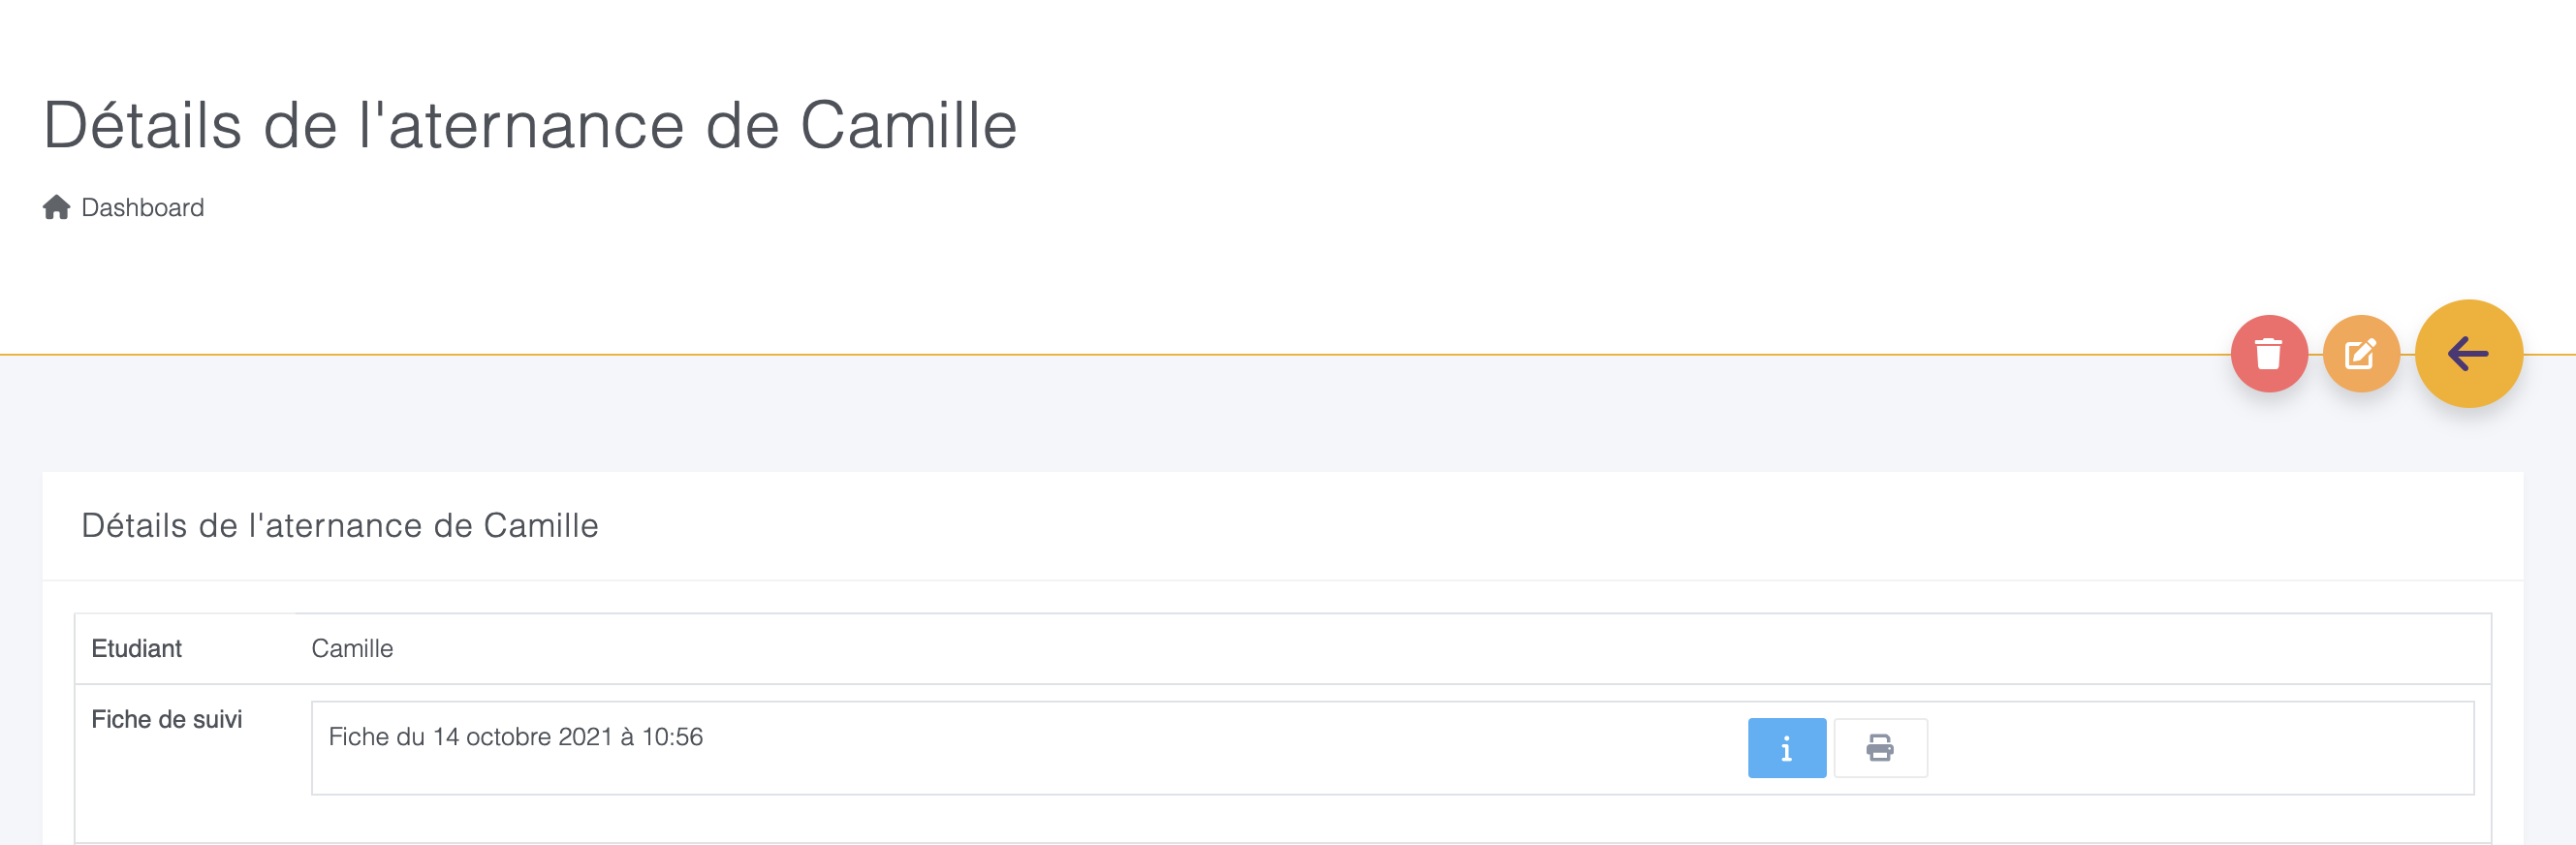 Détails de l'aternance de Camille
Dashboard
Détails de l'aternance de Camille
Etudiant Camille
Fiche de suivi Fiche du 14 octobre 2021 à 10:56